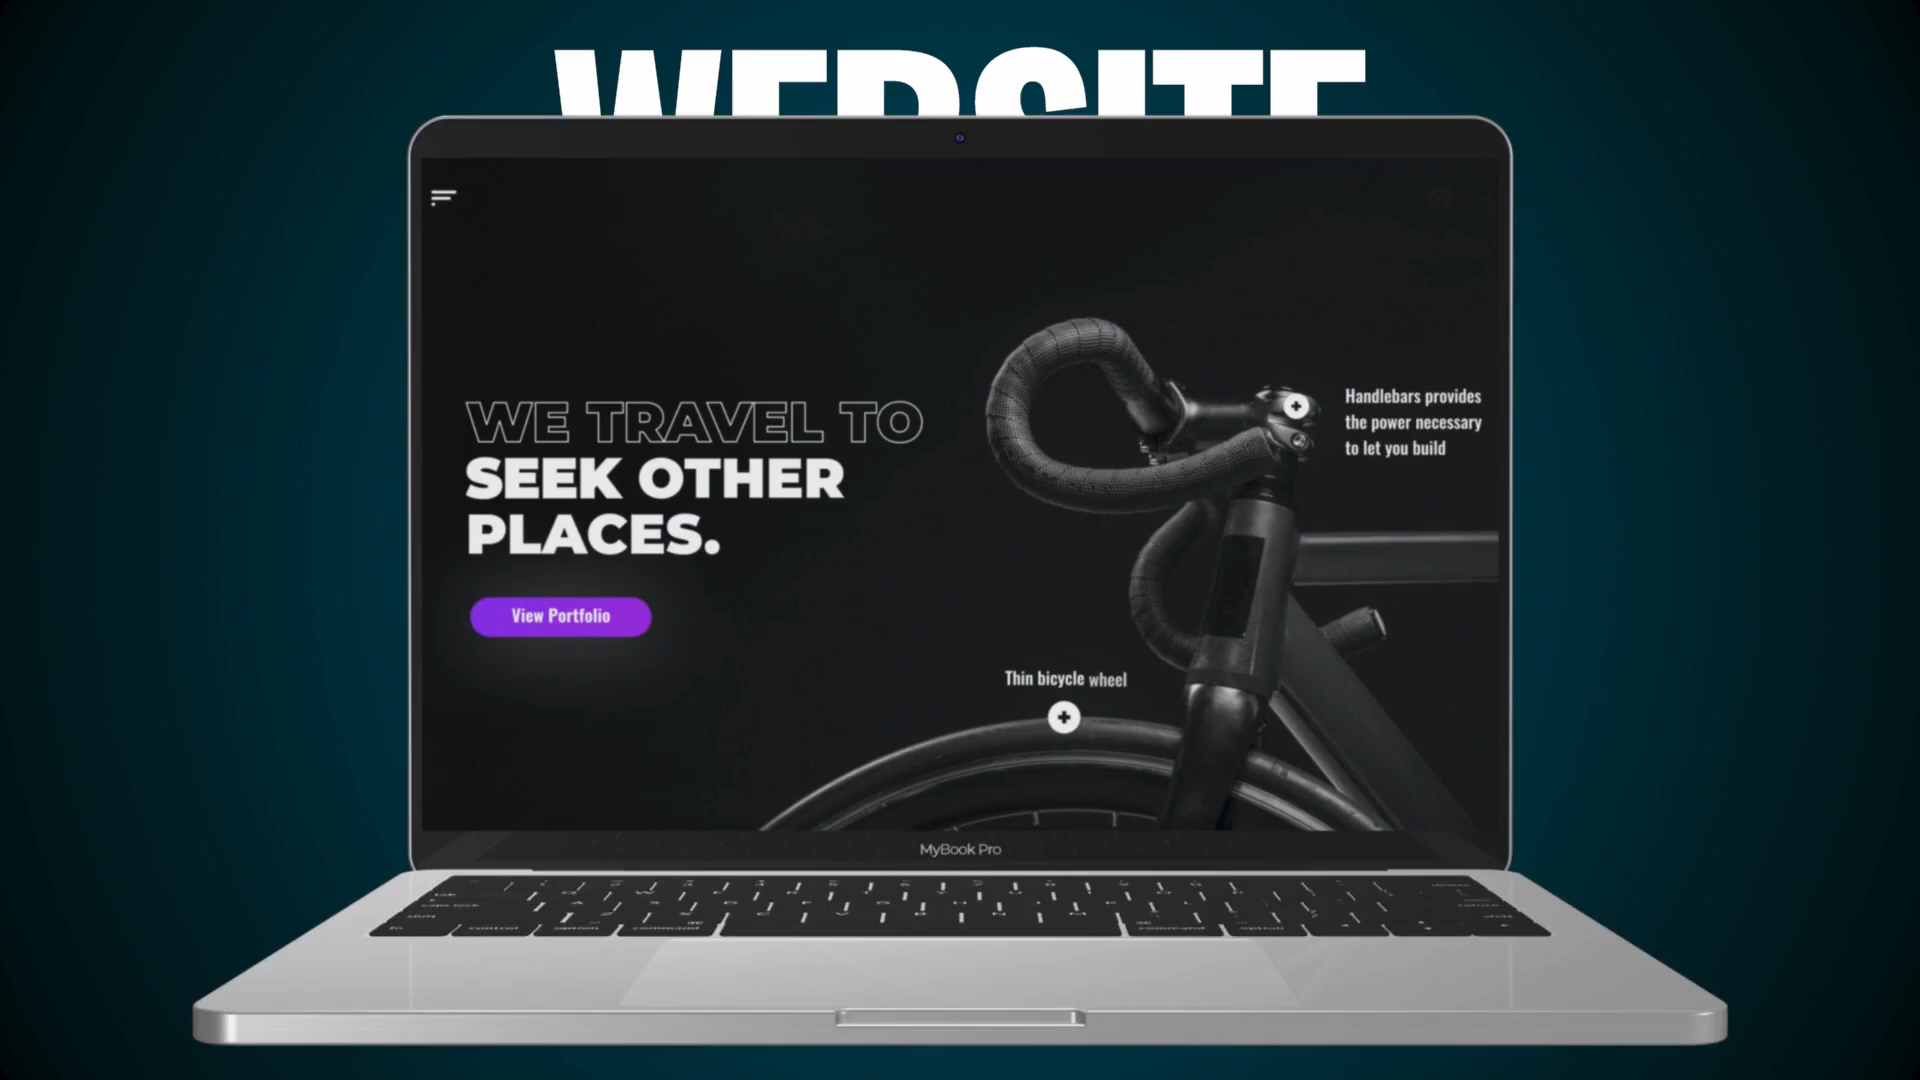 WEBSITE
WE TRAVEL TO
SEEK OTHER
PLACES.
View Portfolio
Handlebars provides
the power necessary
to let you build
Thin bicycle wheel
MyBook Pro